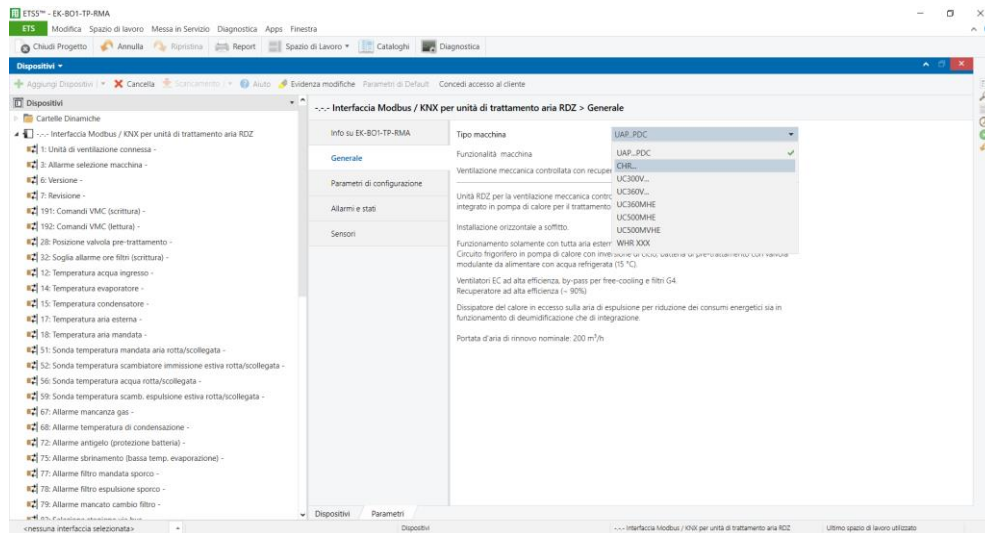 ETS5™ - EK-BO1-TP-RMA
ETS Modifica Spazio di lavoro Messa in Servizio Diagnostica Apps Finestra
Chiudi Progetto Annulla Ripristina Report Spazio di Lavoro Cataloghi Diagnostica
Dispositivi
Aggiungi Dispositivi Cancella Scaricamento Aiuto Evidenza modifiche Parametri di Default Concedi accesso al cliente
Dispositivi
Cartelle Dinamiche
-.-.- Interfaccia Modbus / KNX per unità di trattamento aria RDZ
1: Unità di ventilazione connessa -
3: Allarme selezione macchina -
6: Versione -
7: Revisione -
191: Comandi VMC (scrittura) -
192: Comandi VMC (lettura) -
28: Posizione valvola pre-trattamento -
32: Soglia allarme ore filtri (scrittura) -
12: Temperatura acqua ingresso -
14: Temperatura evaporatore -
15: Temperatura condensatore -
17: Temperatura aria esterna -
18: Temperatura aria mandata -
51: Sonda temperatura mandata aria rotta/scollegata -
52: Sonda temperatura scambiatore immissione estiva rotta/scollegata -
56: Sonda temperatura acqua rotta/scollegata -
59: Sonda temperatura scamb. espulsione estiva rotta/scollegata -
67: Allarme mancanza gas -
68: Allarme temperatura di condensazione -
72: Allarme antigelo (protezione batteria) -
75: Allarme sbrinamento (bassa temp. evaporazione) -
77: Allarme filtro mandata sporco -
78: Allarme filtro espulsione sporco -
79: Allarme mancato cambio filtro -
-.-.- Interfaccia Modbus / KNX per unità di trattamento aria RDZ > Generale
Info su EK-BO1-TP-RMA
Generale
Parametri di configurazione
Allarmi e stati
Sensori
Tipo macchina UAP...PDC
Funzionalità macchina
Ventilazione meccanica controllata con recuper
UAP...PDC
CHR...
UC300V...
UC360V...
UC360MHE
UC500MHE
UC500MVHE
WHR XXX
Unità RDZ per la ventilazione meccanica contro
integrato in pompa di calore per il trattamento
Installazione orizzontale a soffitto.
Funzionamento solamente con tutta aria estern
Circuito frigorifero in pompa di calore con inversione di ciclo, batteria di pre-trattamento con valvola
modulante da alimentare con acqua refrigerata (15 °C).
Ventilatori EC ad alta efficienza, by-pass per free-cooling e filtri G4.
Recuperatore ad alta efficienza (~ 90%)
Dissipatore del calore in eccesso sulla aria di espulsione per riduzione dei consumi energetici sia in
funzionamento di deumidificazione che di integrazione.
Portata d'aria di rinnovo nominale: 200 m³/h
Dispositivi Parametri
<nessuna interfaccia selezionata> Dispositivi -.-.- Interfaccia Modbus / KNX per unità di trattamento aria RDZ Ultimo spazio di lavoro utilizzato